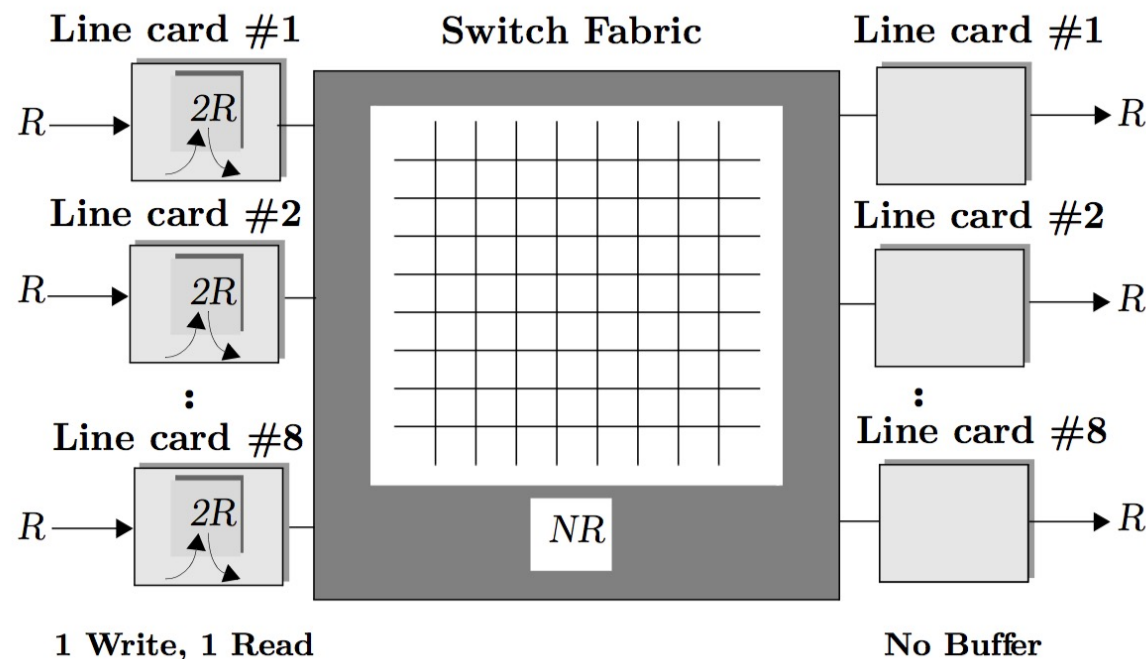 Line card #1
Switch Fabric
Line card #1
R
2R
R
Line card #2
Line card #2
R
2R
R
:
:
Line card #8
Line card #8
R
2R
NR
R
1 Write, 1 Read
No Buffer